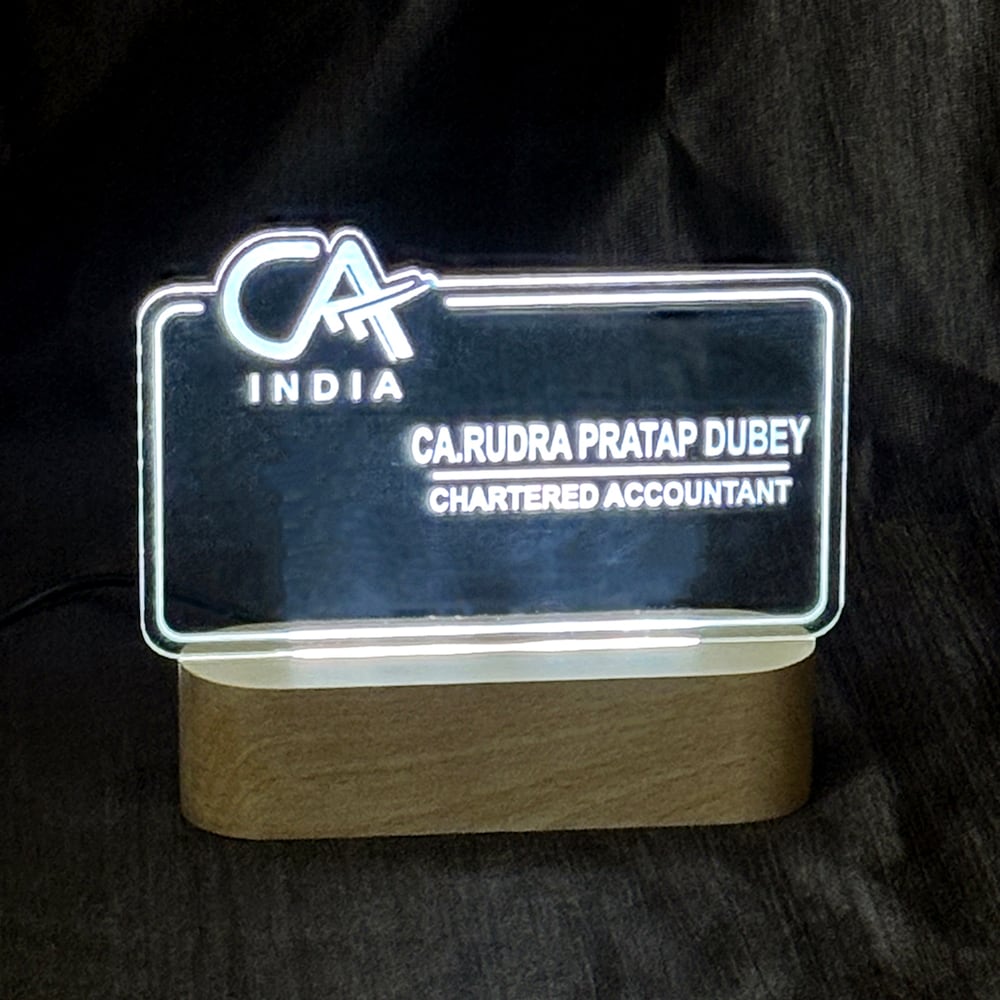 CA
INDIA
CA.RUDRA PRATAP DUBEY
CHARTERED ACCOUNTANT